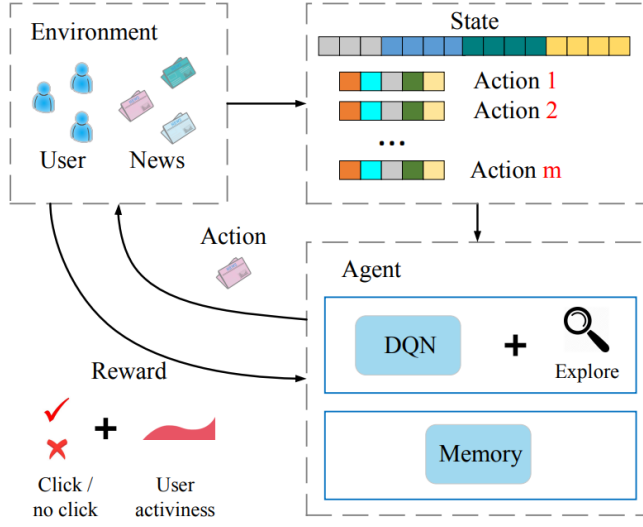 Environment
User
News
State
Action 1
Action 2
...
Action m
Action
Agent
DQN
+
Explore
Memory
Reward
+
Click /
no click
User
activiness